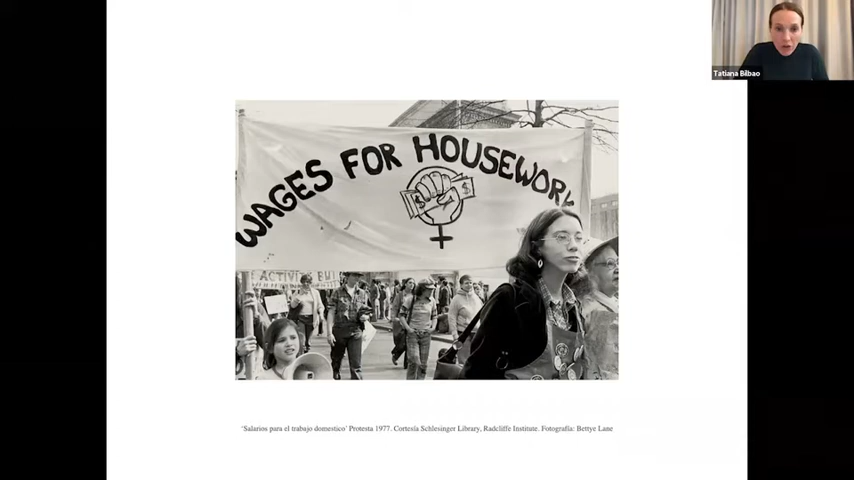 Tatiana Bilbao
WAGES FOR HOUSEWORK
$ $
'Salarios para el trabajo domestico' Protesta 1977. Cortesía Schlesinger Library, Radcliffe Institute. Fotografía: Bettye Lane